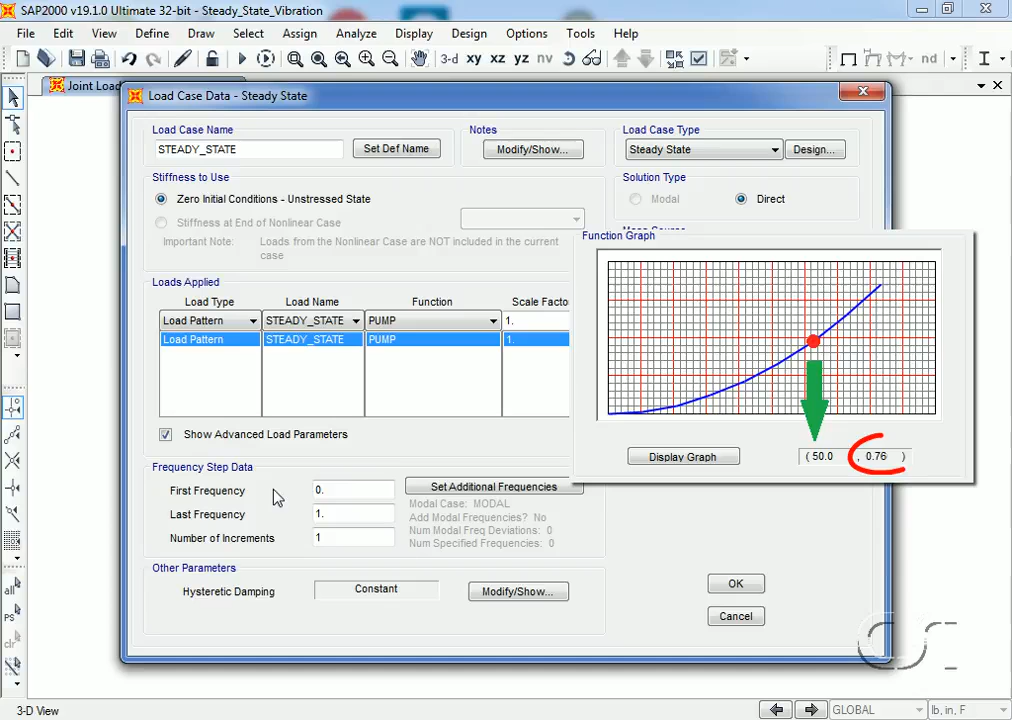 SAP2000 v19.1.0 Ultimate 32-bit - Steady_State_Vibration
File Edit View Define Draw Select Assign Analyze Display Design Options Tools Help
3-d xy xz yz nv nd
Joint Load
Load Case Data - Steady State
Load Case Name Notes Load Case Type
STEADY_STATE Set Def Name Modify/Show... Steady State Design...
Stiffness to Use Solution Type
Zero Initial Conditions - Unstressed State Modal Direct
Stiffness at End of Nonlinear Case
Important Note: Loads from the Nonlinear Case are NOT included in the current
case
Function Graph
Loads Applied
Load Type Load Name Function Scale Facto
Load Pattern STEADY_STATE PUMP 1.
Load Pattern STEADY_STATE PUMP 1.
Show Advanced Load Parameters
Display Graph ( 50.0 , 0.76 )
Frequency Step Data
First Frequency 0. Set Additional Frequencies
Last Frequency 1.
Number of Increments 1
Modal Case: MODAL
Add Modal Frequencies? No
Num Modal Freq Deviations: 0
Num Specified Frequencies: 0
Other Parameters
Hysteretic Damping Constant Modify/Show...
OK
Cancel
all
PS
clr
CSI
3-D View GLOBAL lb, in, F